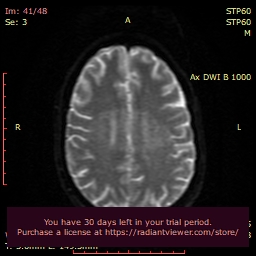 Im: 41/48
Se: 3
A
STP60
STP60
M
Ax DWI B 1000
R
L
You have 30 days left in your trial period.
Purchase a license at https://radiantviewer.com/store/